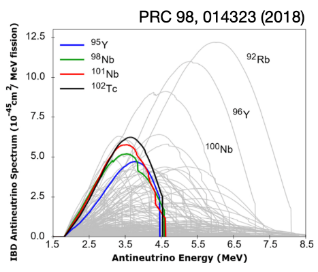 PRC 98, 014323 (2018)
12.5
10.0
7.5
5.0
2.5
0.0
IBD Antineutrino Spectrum (10⁻⁴⁵cm²/ MeV fission)
⁹⁵Y
⁹⁸Nb
¹⁰¹Nb
¹⁰²Tc
⁹²Rb
⁹⁶Y
¹⁰⁰Nb
1.5 2.5 3.5 4.5 5.5 6.5 7.5 8.5
Antineutrino Energy (MeV)